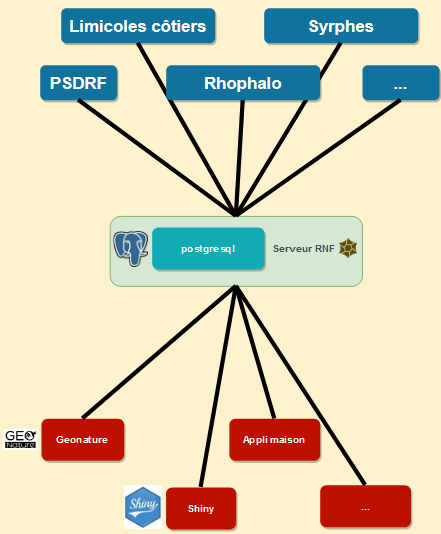 Limicoles côtiers
Syrphes
PSDRF
Rhophalo
...
postgresql
Serveur RNF
GEO
Nature
Geonature
Appli maison
Shiny
Shiny
...